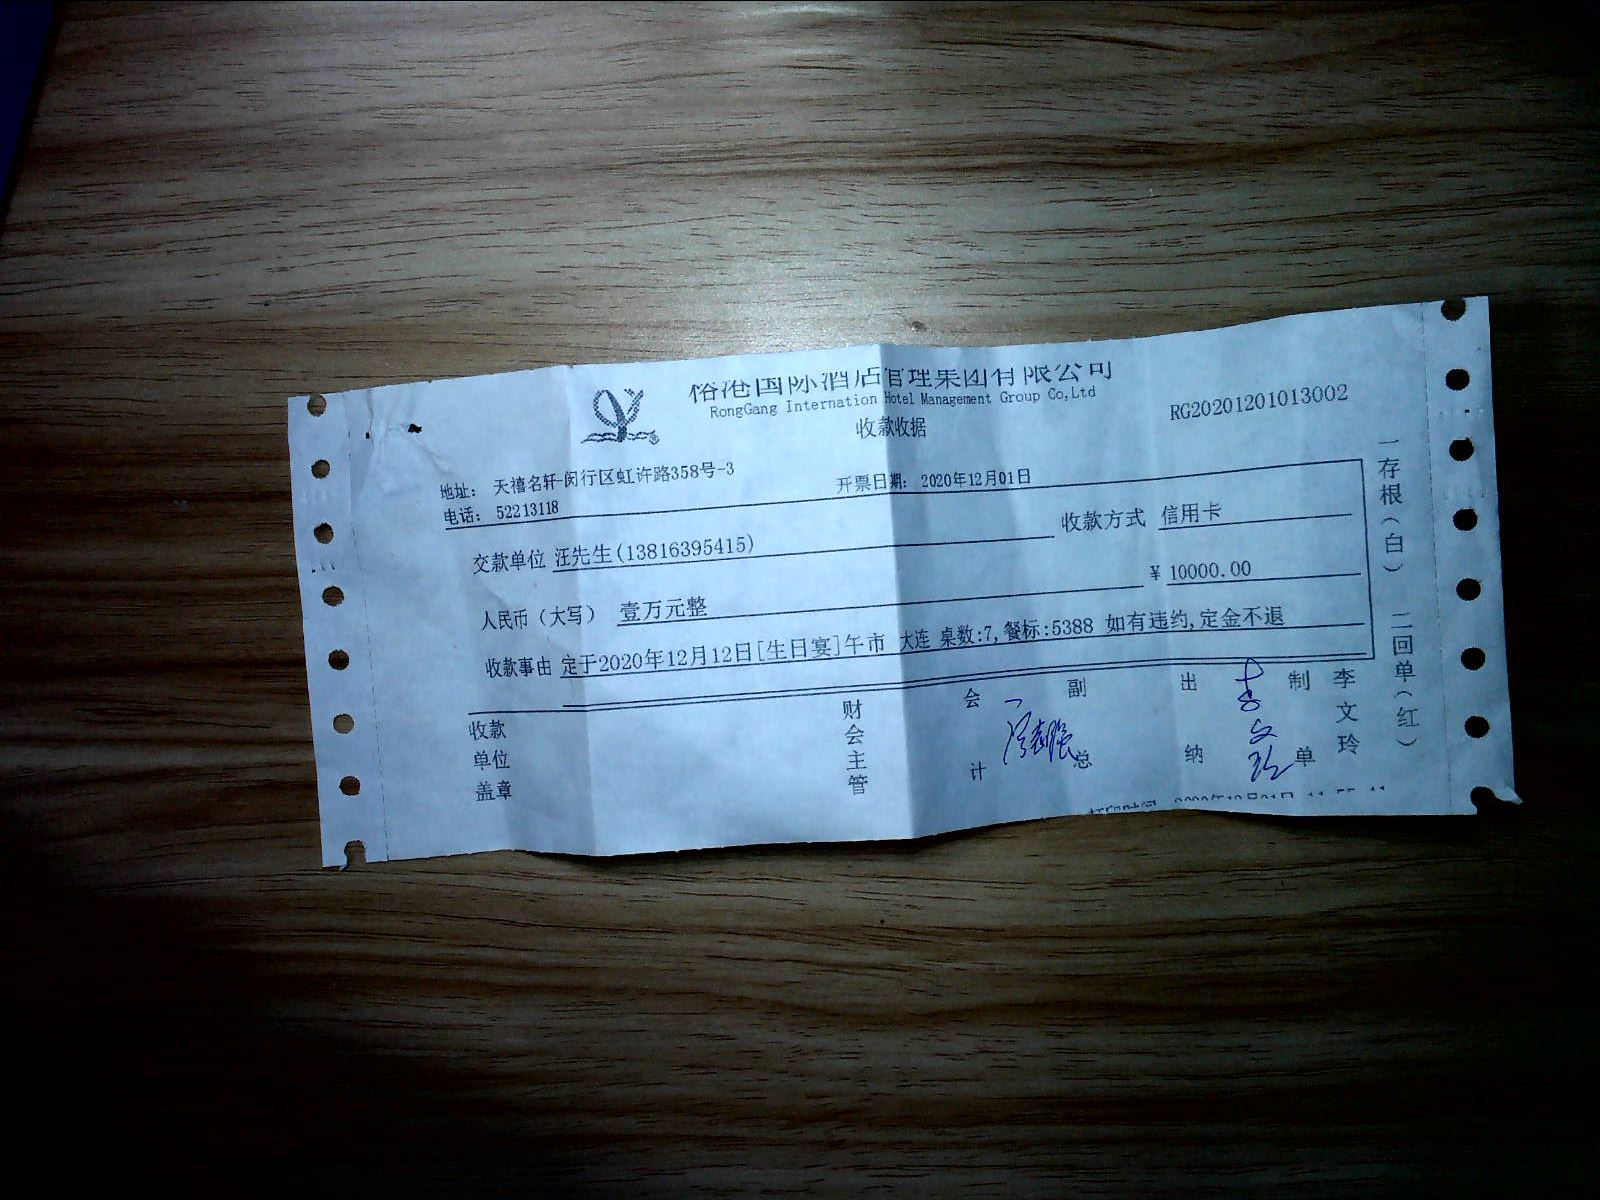 国际酒店管理集团有限公司
RongGang Internation Hotel Management Group Co,Ltd
收款收据
RG20201201013002
地址： 天禧名轩-闵行区虹许路358号-3
电话： 52213118
开票日期： 2020年12月01日
交款单位 汪先生(13816395415)
收款方式 信用卡
人民币（大写） 壹万元整
¥ 10000.00
收款事由 定于2020年12月12日[生日宴]午市 大连 桌数:7,餐标:5388 如有违约,定金不退
收款单位盖章
财会主管
会计
副总
出纳
李文玲
制单
李文玲
一存根（白） 二回单（红）